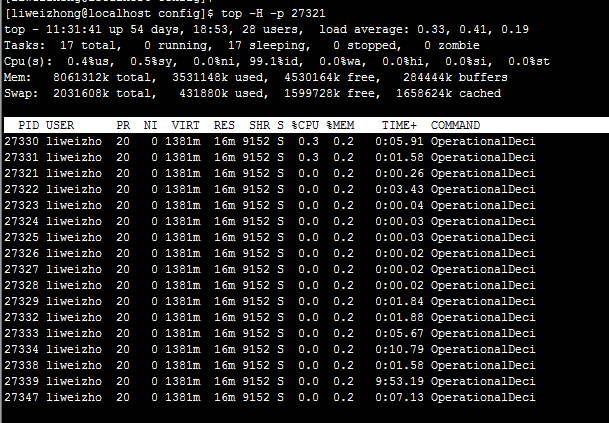 [liweizhong@localhost config]$ top -H -p 27321
top - 11:31:41 up 54 days, 18:53, 28 users,  load average: 0.33, 0.41, 0.19
Tasks:  17 total,   0 running,  17 sleeping,   0 stopped,   0 zombie
Cpu(s):  0.4%us,  0.5%sy,  0.0%ni, 99.1%id,  0.0%wa,  0.0%hi,  0.0%si,  0.0%st
Mem:   8061312k total,  3531148k used,  4530164k free,   284444k buffers
Swap:  2031608k total,   431880k used,  1599728k free,  1658624k cached
PID USER      PR  NI  VIRT  RES  SHR S %CPU %MEM    TIME+  COMMAND
27330 liweizho  20   0 1381m  16m 9152 S  0.3  0.2   0:05.91 OperationalDeci
27331 liweizho  20   0 1381m  16m 9152 S  0.3  0.2   0:01.58 OperationalDeci
27321 liweizho  20   0 1381m  16m 9152 S  0.0  0.2   0:00.26 OperationalDeci
27322 liweizho  20   0 1381m  16m 9152 S  0.0  0.2   0:03.43 OperationalDeci
27323 liweizho  20   0 1381m  16m 9152 S  0.0  0.2   0:00.04 OperationalDeci
27324 liweizho  20   0 1381m  16m 9152 S  0.0  0.2   0:00.03 OperationalDeci
27325 liweizho  20   0 1381m  16m 9152 S  0.0  0.2   0:00.03 OperationalDeci
27326 liweizho  20   0 1381m  16m 9152 S  0.0  0.2   0:00.02 OperationalDeci
27327 liweizho  20   0 1381m  16m 9152 S  0.0  0.2   0:00.02 OperationalDeci
27328 liweizho  20   0 1381m  16m 9152 S  0.0  0.2   0:00.02 OperationalDeci
27329 liweizho  20   0 1381m  16m 9152 S  0.0  0.2   0:01.84 OperationalDeci
27332 liweizho  20   0 1381m  16m 9152 S  0.0  0.2   0:01.88 OperationalDeci
27333 liweizho  20   0 1381m  16m 9152 S  0.0  0.2   0:05.67 OperationalDeci
27334 liweizho  20   0 1381m  16m 9152 S  0.0  0.2   0:10.79 OperationalDeci
27338 liweizho  20   0 1381m  16m 9152 S  0.0  0.2   0:01.58 OperationalDeci
27339 liweizho  20   0 1381m  16m 9152 S  0.0  0.2   9:53.19 OperationalDeci
27347 liweizho  20   0 1381m  16m 9152 S  0.0  0.2   0:07.13 OperationalDeci